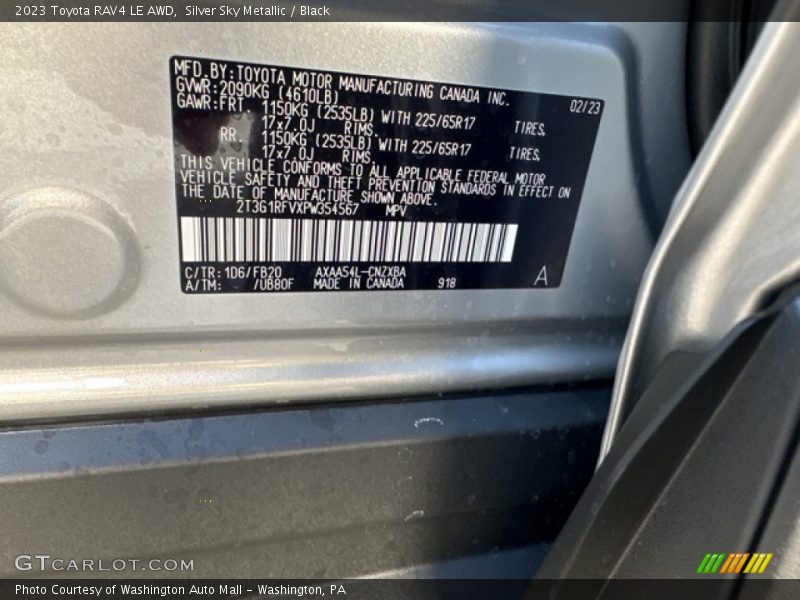 2023 Toyota RAV4 LE AWD, Silver Sky Metallic / Black
MFD.BY:TOYOTA MOTOR MANUFACTURING CANADA INC.
GVWR:2090KG (4610LB) 02/23
GAWR:FRT. 1150KG (2535LB) WITH 225/65R17 TIRES,
17x7.0J RIMS.
RR. 1150KG (2535LB) WITH 225/65R17 TIRES,
17x7.0J RIMS.
THIS VEHICLE CONFORMS TO ALL APPLICABLE FEDERAL MOTOR
VEHICLE SAFETY AND THEFT PREVENTION STANDARDS IN EFFECT ON
THE DATE OF MANUFACTURE SHOWN ABOVE.
2T3G1RFVXPW354567 MPV
C/TR: 1D6/FB20 AXAA54L-CNZXBA
A/TM: /UB80F MADE IN CANADA 918 A
GTcarlot.com
Photo Courtesy of Washington Auto Mall - Washington, PA